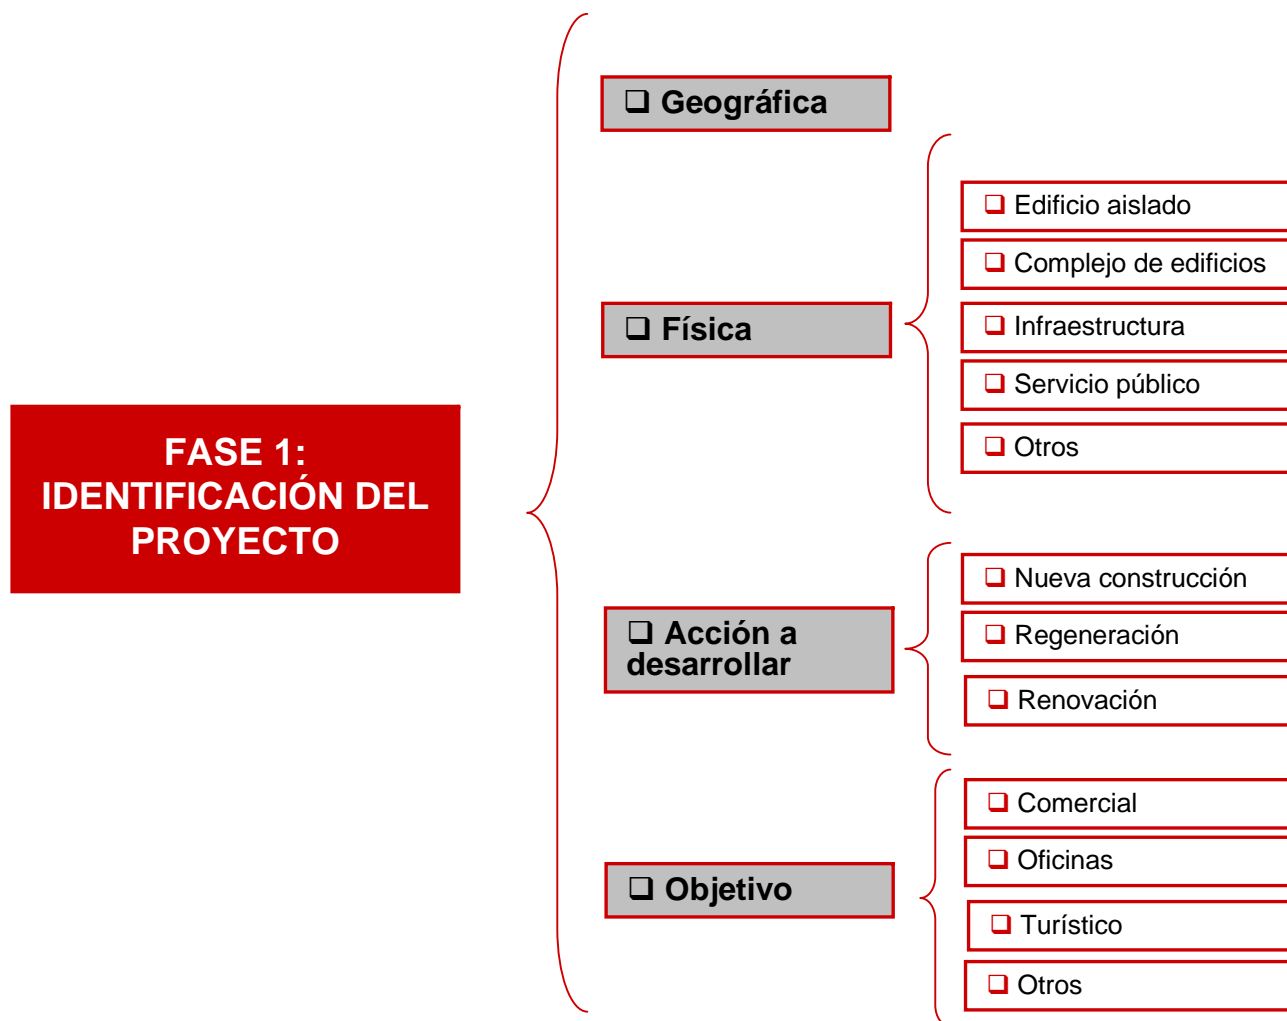 FASE 1:
IDENTIFICACIÓN DEL
PROYECTO
Geográfica
Física
Edificio aislado
Complejo de edificios
Infraestructura
Servicio público
Otros
Acción a
desarrollar
Nueva construcción
Regeneración
Renovación
Objetivo
Comercial
Oficinas
Turístico
Otros